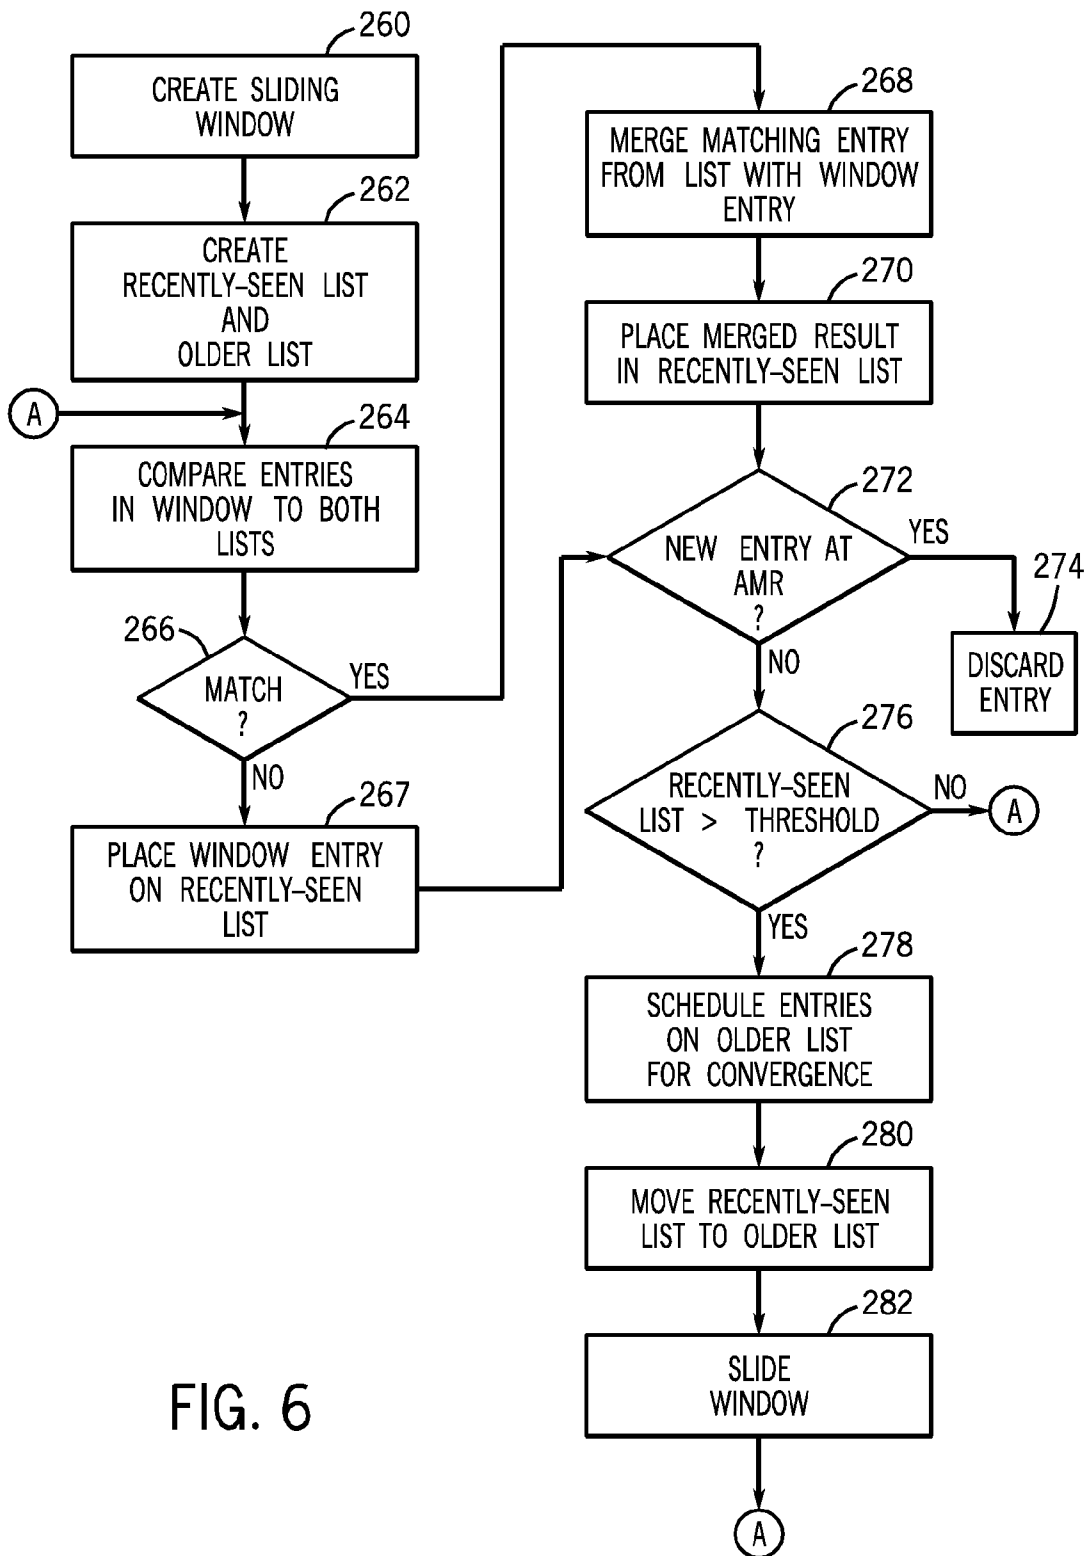 260
CREATE SLIDING
WINDOW
262
CREATE
RECENTLY-SEEN LIST
AND
OLDER LIST
A
264
COMPARE ENTRIES
IN WINDOW TO BOTH
LISTS
266
MATCH
?
YES
NO
267
PLACE WINDOW ENTRY
ON RECENTLY-SEEN
LIST
268
MERGE MATCHING ENTRY
FROM LIST WITH WINDOW
ENTRY
270
PLACE MERGED RESULT
IN RECENTLY-SEEN LIST
272
NEW ENTRY AT
AMR
?
YES
274
DISCARD
ENTRY
NO
276
RECENTLY-SEEN
LIST > THRESHOLD
?
NO
A
YES
278
SCHEDULE ENTRIES
ON OLDER LIST
FOR CONVERGENCE
280
MOVE RECENTLY-SEEN
LIST TO OLDER LIST
282
SLIDE
WINDOW
A
FIG. 6